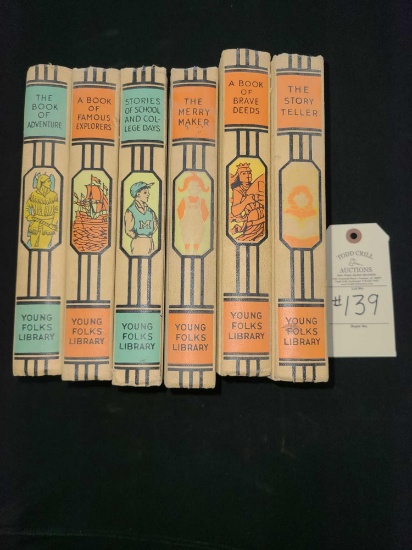 THE BOOK
OF
ADVENTURE
YOUNG
FOLKS
LIBRARY
A BOOK
OF
FAMOUS
EXPLORERS
YOUNG
FOLKS
LIBRARY
STORIES
OF SCHOOL
AND COL-
LEGE DAYS
M
YOUNG
FOLKS
LIBRARY
THE
MERRY
MAKER
YOUNG
FOLKS
LIBRARY
A BOOK
OF
BRAVE
DEEDS
YOUNG
FOLKS
LIBRARY
THE
STORY
TELLER
YOUNG
FOLKS
LIBRARY
TODD CRILL
AUCTIONS
#139